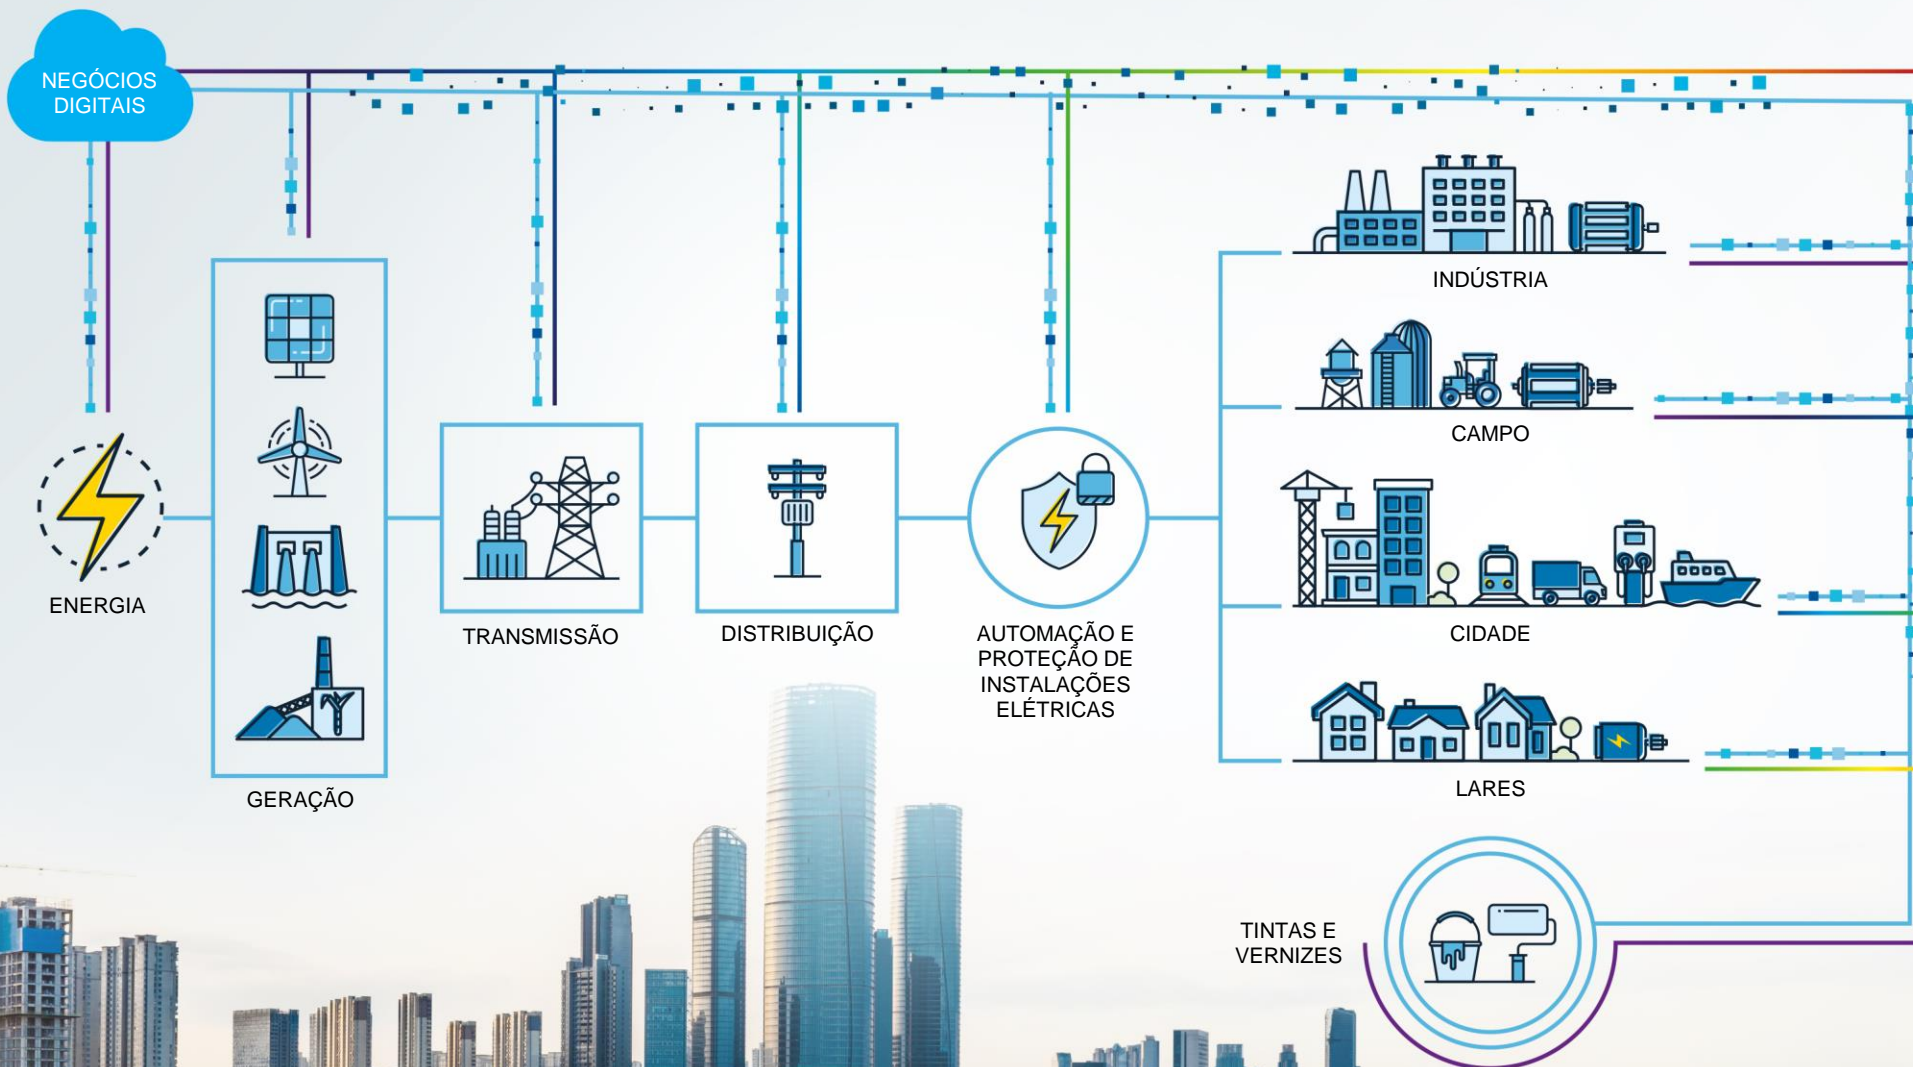 NEGÓCIOS
DIGITAIS
ENERGIA
GERAÇÃO
TRANSMISSÃO
DISTRIBUIÇÃO
AUTOMAÇÃO E
PROTEÇÃO DE
INSTALAÇÕES
ELÉTRICAS
INDÚSTRIA
CAMPO
CIDADE
LARES
TINTAS E
VERNIZES